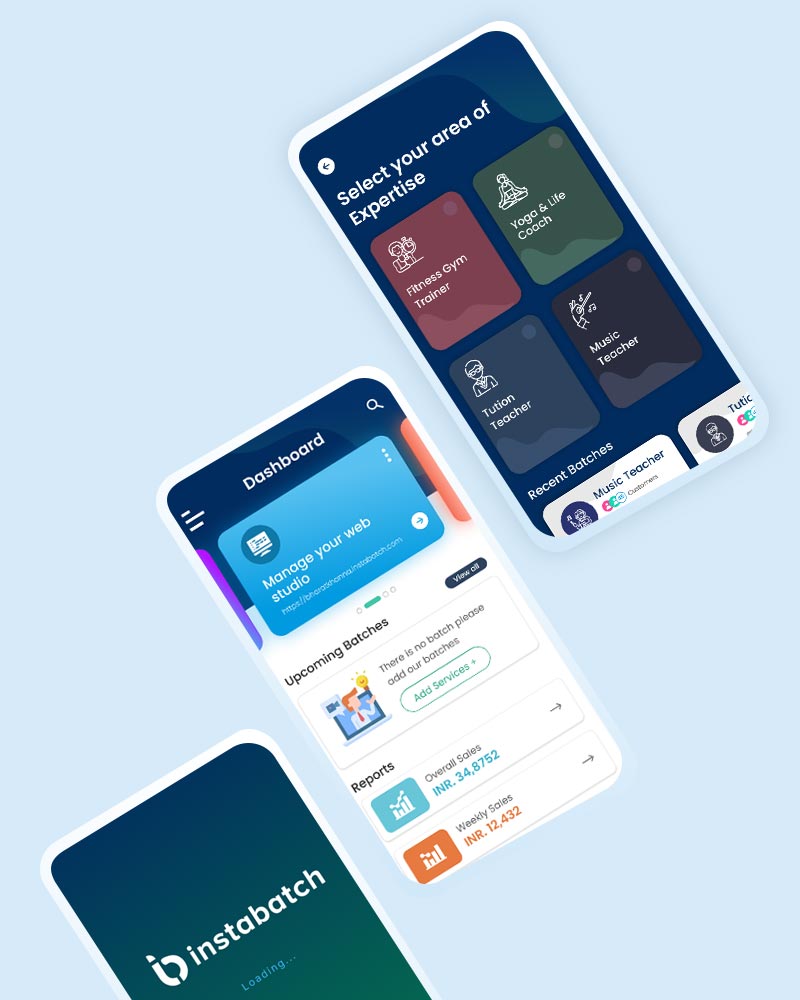 Select your area of
Expertise
Fitness Gym
Trainer
Yoga & Life
Coach
Tution
Teacher
Music
Teacher
Recent Batches
Music Teacher
Customers
Tutio
Dashboard
Manage your web
studio
https://bharatkhanna.instabatch.com
View all
Upcoming Batches
There is no batch please
add our batches
Add Services +
Reports
Overall Sales
INR. 34,8752
Weekly Sales
INR. 12,432
instabatch
Loading...